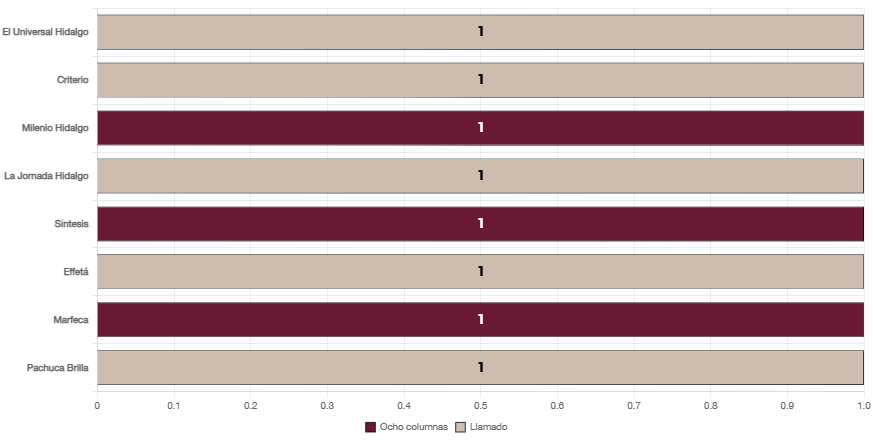 El Universal Hidalgo 1
Criterio 1
Milenio Hidalgo 1
La Jornada Hidalgo 1
Síntesis 1
Effetá 1
Marfeca 1
Pachuca Brilla 1
0 0.1 0.2 0.3 0.4 0.5 0.6 0.7 0.8 0.9 1.0
Ocho columnas Llamado